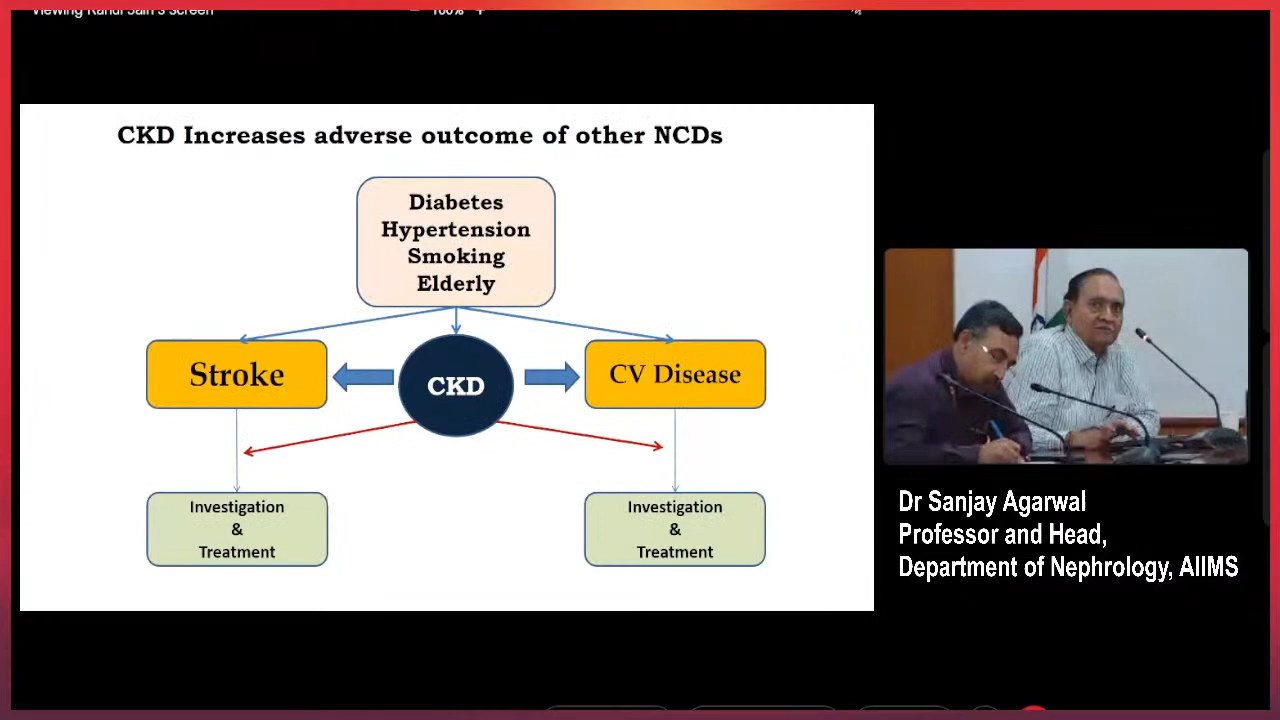 Viewing Randi Jain's screen
100% +
CKD Increases adverse outcome of other NCDs
Diabetes
Hypertension
Smoking
Elderly
Stroke
CKD
CV Disease
Investigation
&
Treatment
Investigation
&
Treatment
Dr Sanjay Agarwal
Professor and Head,
Department of Nephrology, AIIMS